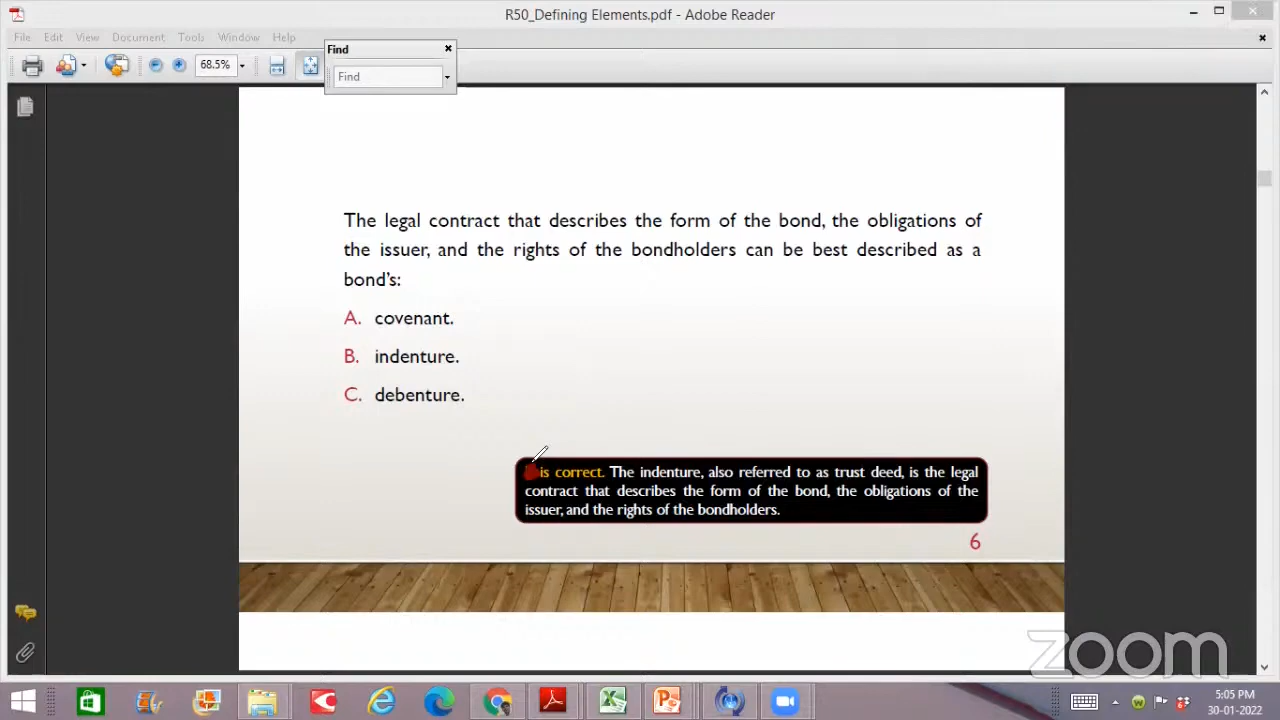 R50_Defining Elements.pdf - Adobe Reader
File Edit View Document Tools Window Help
Find
68.5%
Find
The legal contract that describes the form of the bond, the obligations of
the issuer, and the rights of the bondholders can be best described as a
bond's:
A. covenant.
B. indenture.
C. debenture.
is correct. The indenture, also referred to as trust deed, is the legal
contract that describes the form of the bond, the obligations of the
issuer, and the rights of the bondholders.
6
zoom
5:05 PM
30-01-2022